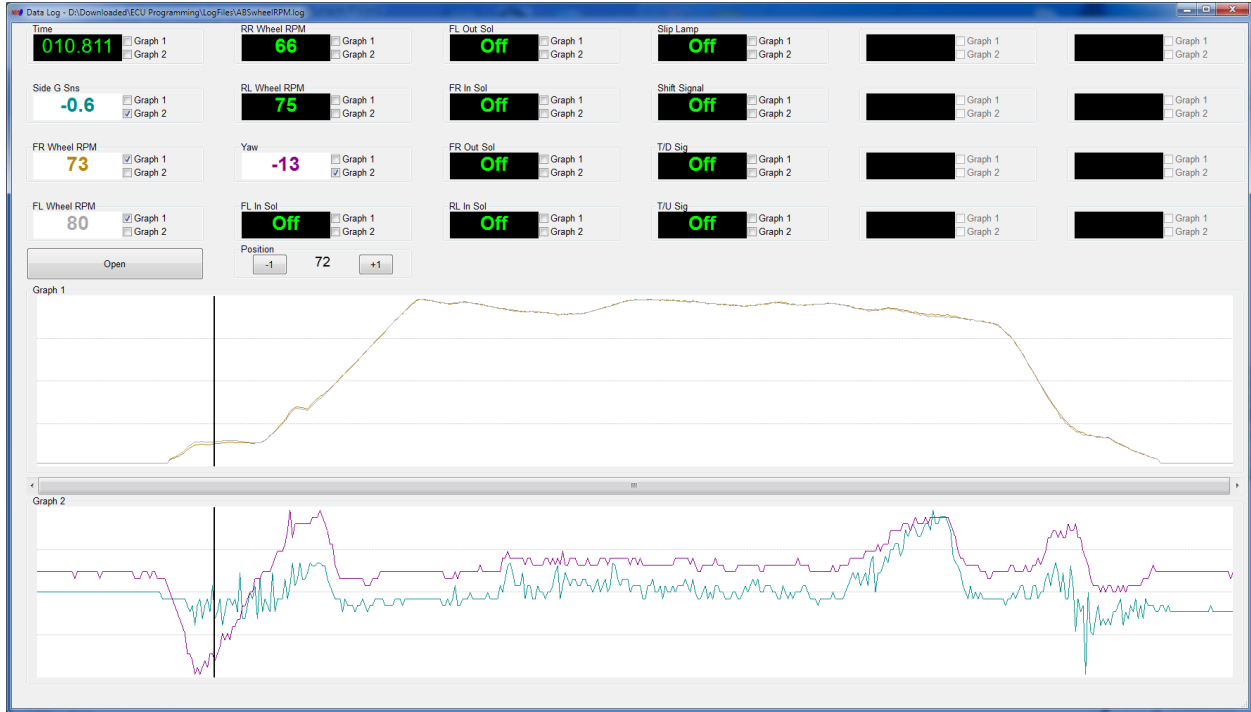 Data Log - D:\Downloaded\ECU Programming\LogFiles\ABSwheelRPM.log
Time RR Wheel RPM FL Out Sol Slip Lamp
010.811 Graph 1 66 Graph 1 Off Graph 1 Off Graph 1 Graph 1 Graph 1
Graph 2 Graph 2 Graph 2 Graph 2 Graph 2 Graph 2
Side G Sns RL Wheel RPM FR In Sol Shift Signal
-0.6 Graph 1 75 Graph 1 Off Graph 1 Off Graph 1 Graph 1 Graph 1
Graph 2 Graph 2 Graph 2 Graph 2 Graph 2 Graph 2
FR Wheel RPM Yaw FR Out Sol T/D Sig
73 Graph 1 -13 Graph 1 Off Graph 1 Off Graph 1 Graph 1 Graph 1
Graph 2 Graph 2 Graph 2 Graph 2 Graph 2 Graph 2
FL Wheel RPM FL In Sol RL In Sol T/U Sig
80 Graph 1 Off Graph 1 Off Graph 1 Off Graph 1 Graph 1 Graph 1
Graph 2 Graph 2 Graph 2 Graph 2 Graph 2 Graph 2
Position
Open -1 72 +1
Graph 1
Graph 2